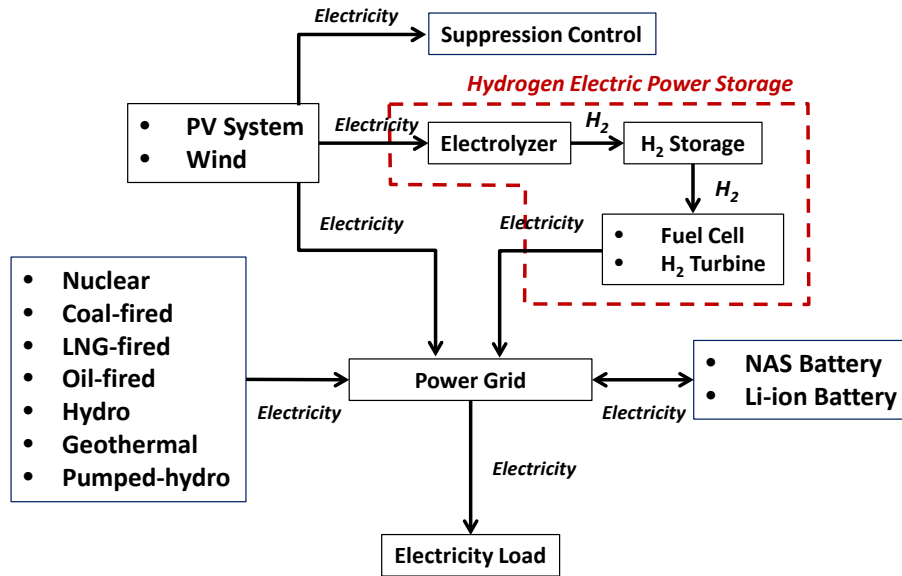 Electricity
Suppression Control
Hydrogen Electric Power Storage
• PV System
• Wind
Electricity
Electrolyzer
H2
H2 Storage
H2
Electricity
Electricity
• Fuel Cell
• H2 Turbine
• Nuclear
• Coal-fired
• LNG-fired
• Oil-fired
• Hydro
• Geothermal
• Pumped-hydro
Electricity
Power Grid
Electricity
• NAS Battery
• Li-ion Battery
Electricity
Electricity Load